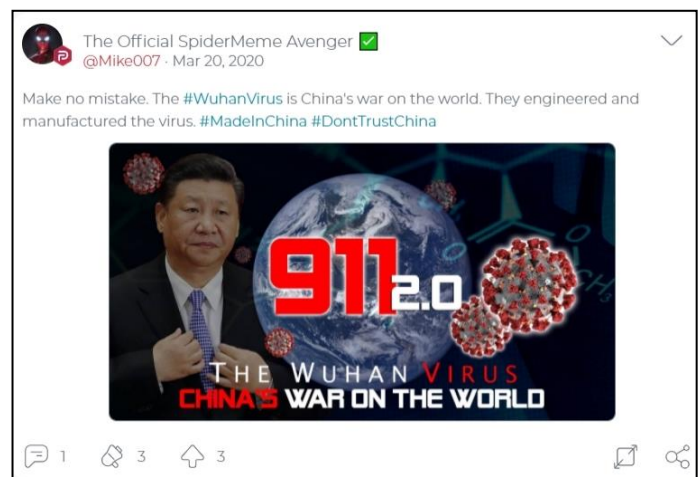 The Official SpiderMeme Avenger ✅
@Mike007 · Mar 20, 2020
Make no mistake. The #WuhanVirus is China's war on the world. They engineered and
manufactured the virus. #MadeInChina #DontTrustChina
911 2.0
O
O
CH3
THE WUHAN VIRUS
CHINA'S WAR ON THE WORLD
1 3 3